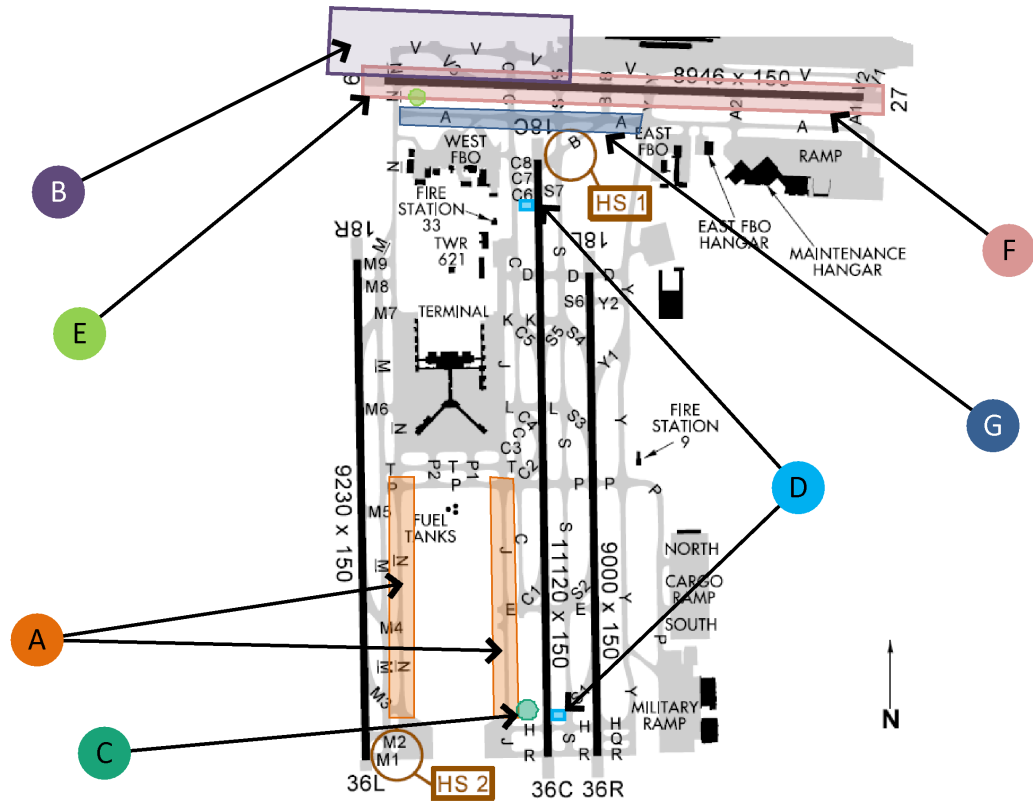 V
V
V
V
V
8946 x 150
V
V2
V1
N
V3
C
S
B
9
27
N
C
S
B
A2
A1
A
A
A
18C
B
WEST
FBO
EAST
FBO
RAMP
N
C8
C7
C6
S7
HS 1
FIRE
STATION
33
EAST FBO
HANGAR
MAINTENANCE
HANGAR
B
F
18R
M
TWR
621
18L
S
M9
C
D
D
D
M8
Y
S6
Y2
M7
TERMINAL
K
K
C5
S5
S4
E
M
J
Y1
M6
L
C4
L
S3
Y
FIRE
STATION
9
G
N
C
S
C3
T
P2
T
P1
T
C2
P
P
P
P
P
D
9230 x 150
M5
FUEL
TANKS
C
S
J
11120 x 150
9000 x 150
NORTH
CARGO
RAMP
SOUTH
M
N
C1
S2
E
E
Y
M4
P
A
M
N
M3
S1
Y
MILITARY
RAMP
N
C
M2
M1
H
H
H
J
S
Q
R
R
R
HS 2
36L
36C
36R